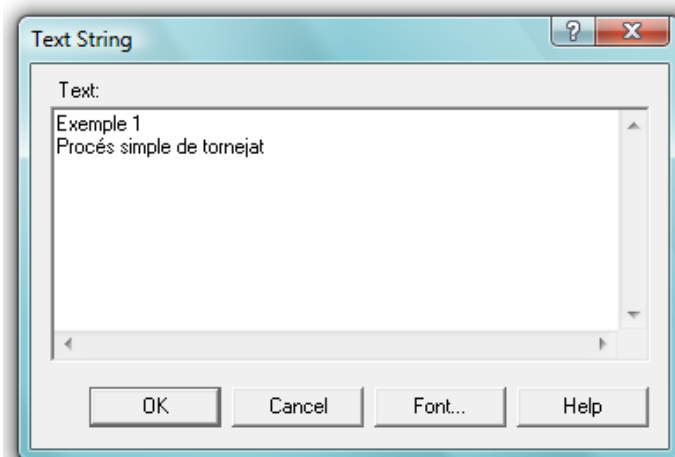 Text String
Text:
Exemple 1
Procés simple de tornejat
OK Cancel Font... Help